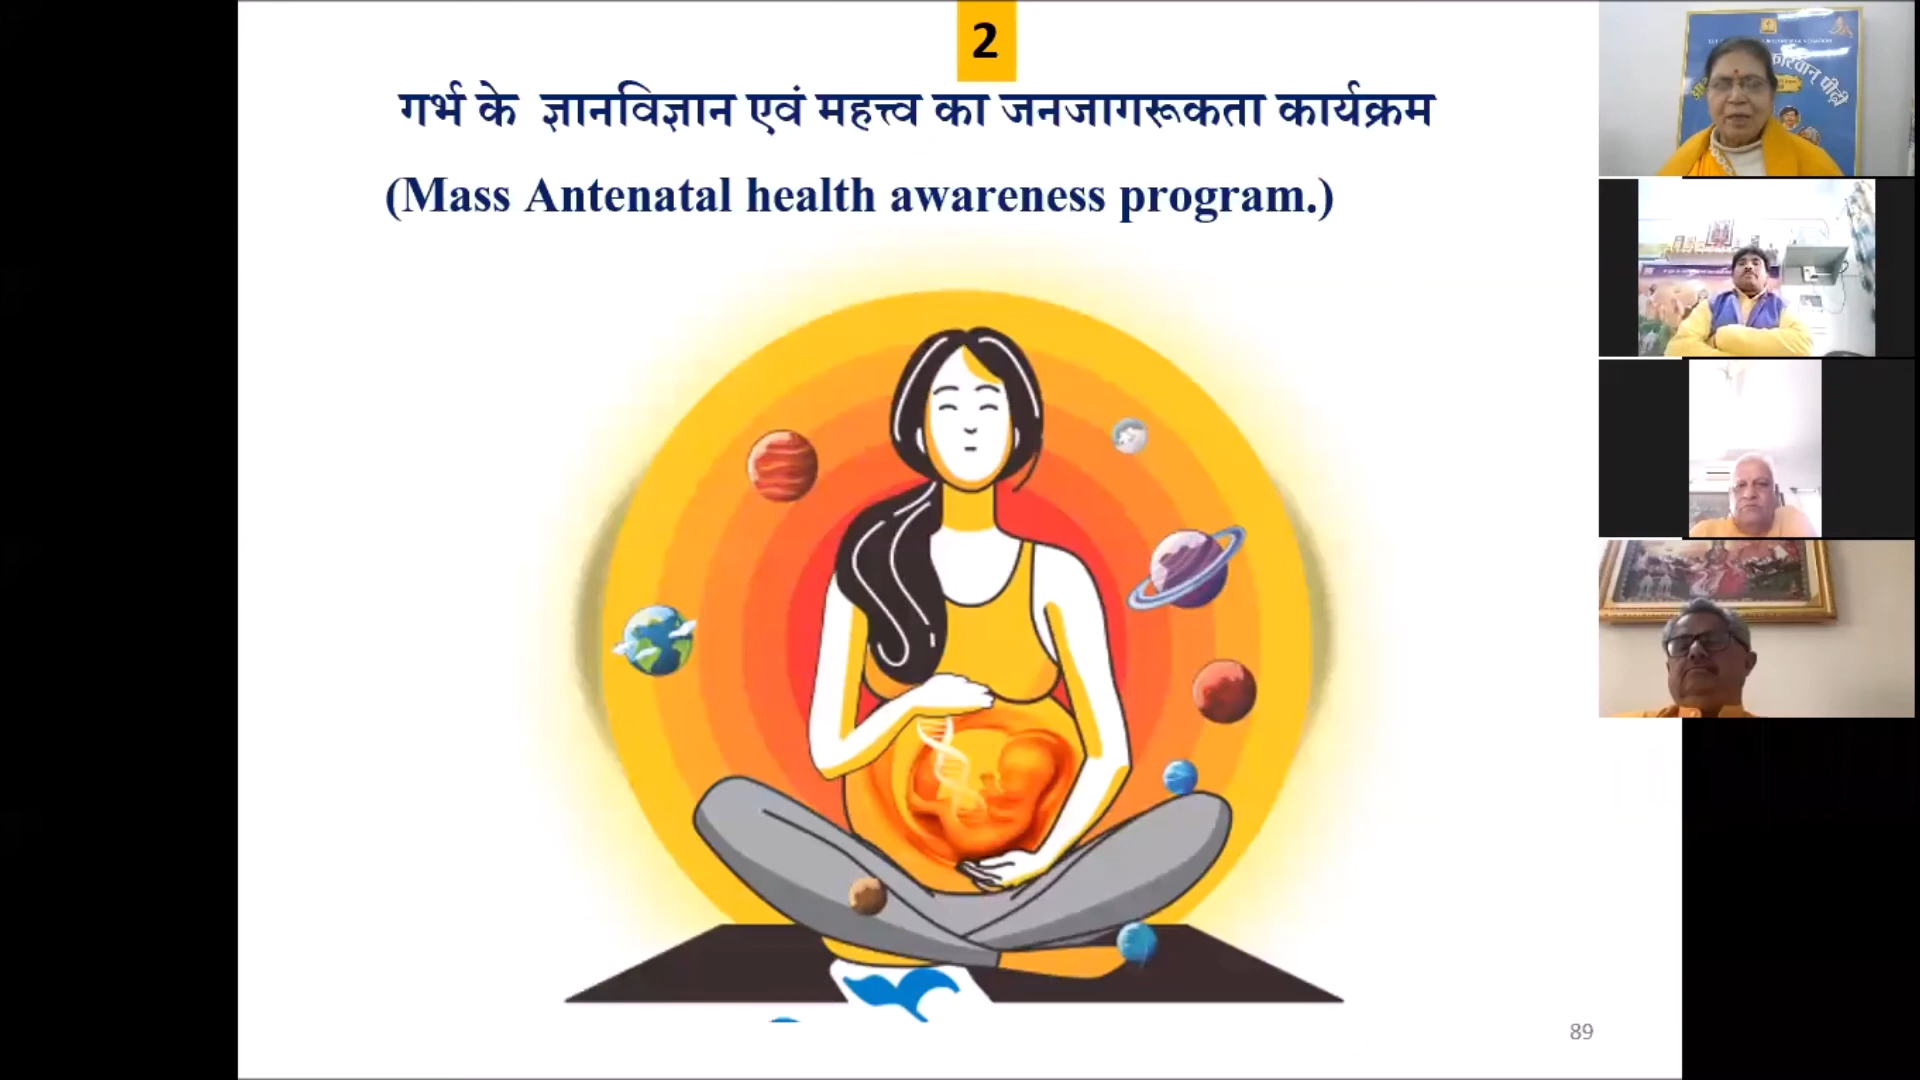 2
गर्भ के ज्ञानविज्ञान एवं महत्त्व का जनजागरूकता कार्यक्रम
(Mass Antenatal health awareness program.)
पीढ़ी
89